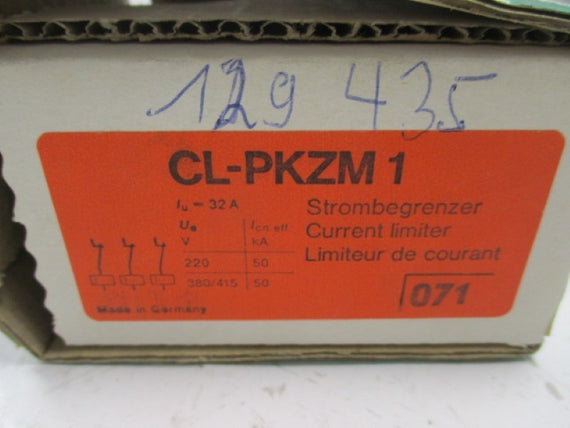 129 435
CL-PKZM 1
Iu = 32 A
Ue Icn eff.
V kA
220 50
380/415 50
Strombegrenzer
Current limiter
Limiteur de courant
071
Made in Germany